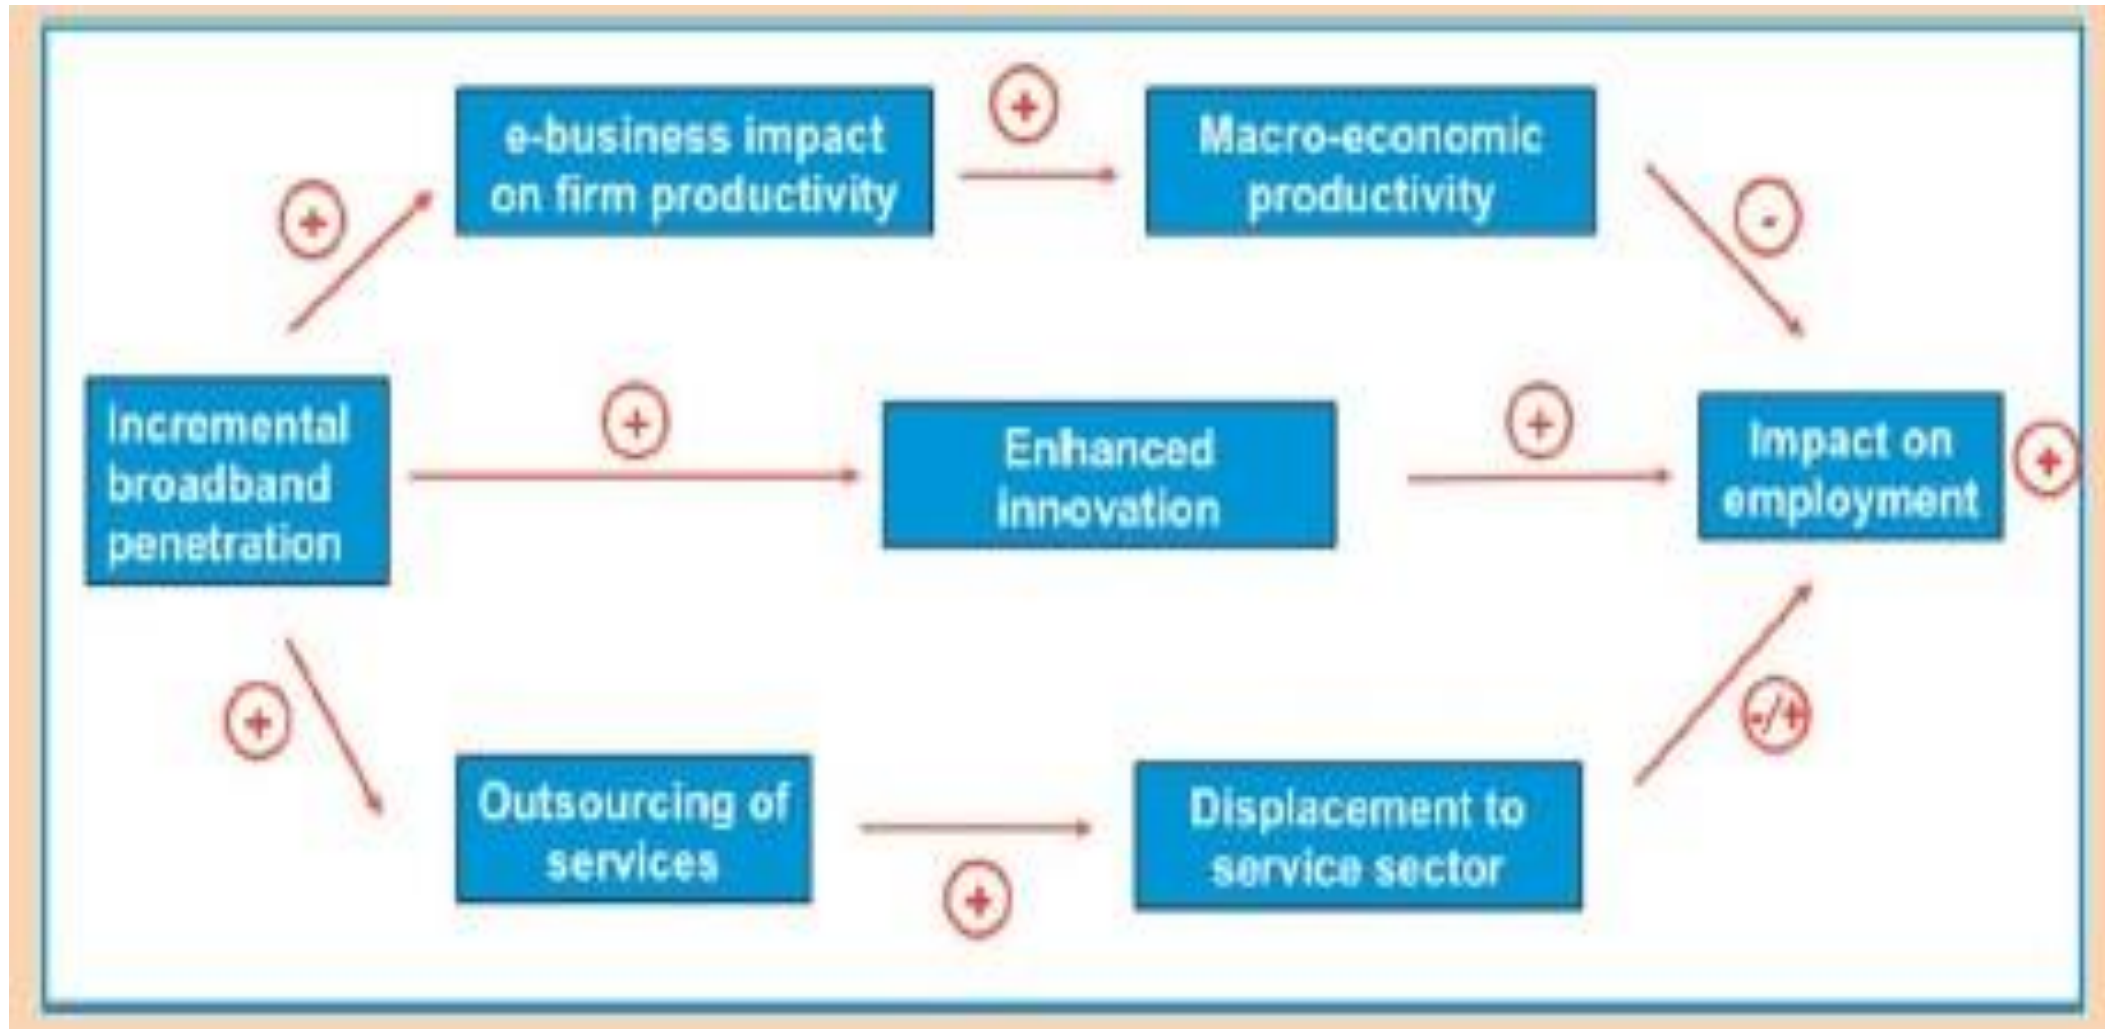 +
e-business impact
on firm productivity
+
Macro-economic
productivity
-
Incremental
broadband
penetration
+
Enhanced
innovation
+
Impact on
employment
+
+
Outsourcing of
services
+
Displacement to
service sector
-/+